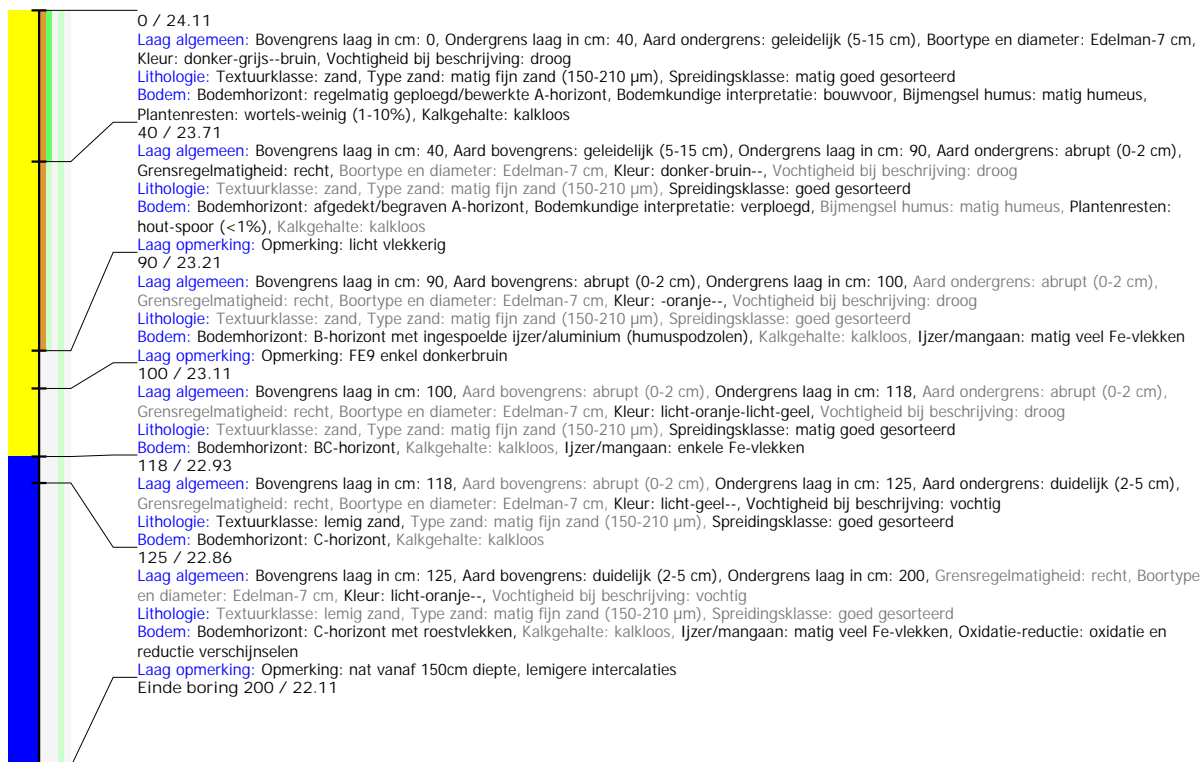 0 / 24.11
Laag algemeen: Bovengrens laag in cm: 0, Ondergrens laag in cm: 40, Aard ondergrens: geleidelijk (5-15 cm), Boortype en diameter: Edelman-7 cm,
Kleur: donker-grijs--bruin, Vochtigheid bij beschrijving: droog
Lithologie: Textuurklasse: zand, Type zand: matig fijn zand (150-210 µm), Spreidingsklasse: matig goed gesorteerd
Bodem: Bodemhorizont: regelmatig geploegd/bewerkte A-horizont, Bodemkundige interpretatie: bouwvoor, Bijmengsel humus: matig humeus,
Plantenresten: wortels-weinig (1-10%), Kalkgehalte: kalkloos
40 / 23.71
Laag algemeen: Bovengrens laag in cm: 40, Aard bovengrens: geleidelijk (5-15 cm), Ondergrens laag in cm: 90, Aard ondergrens: abrupt (0-2 cm),
Grensregelmatigheid: recht, Boortype en diameter: Edelman-7 cm, Kleur: donker-bruin--, Vochtigheid bij beschrijving: droog
Lithologie: Textuurklasse: zand, Type zand: matig fijn zand (150-210 µm), Spreidingsklasse: goed gesorteerd
Bodem: Bodemhorizont: afgedekt/begraven A-horizont, Bodemkundige interpretatie: verploegd, Bijmengsel humus: matig humeus, Plantenresten:
hout-spoor (<1%), Kalkgehalte: kalkloos
Laag opmerking: Opmerking: licht vlekkerig
90 / 23.21
Laag algemeen: Bovengrens laag in cm: 90, Aard bovengrens: abrupt (0-2 cm), Ondergrens laag in cm: 100, Aard ondergrens: abrupt (0-2 cm),
Grensregelmatigheid: recht, Boortype en diameter: Edelman-7 cm, Kleur: -oranje--, Vochtigheid bij beschrijving: droog
Lithologie: Textuurklasse: zand, Type zand: matig fijn zand (150-210 µm), Spreidingsklasse: goed gesorteerd
Bodem: Bodemhorizont: B-horizont met ingespoelde ijzer/aluminium (humuspodzolen), Kalkgehalte: kalkloos, Ijzer/mangaan: matig veel Fe-vlekken
Laag opmerking: Opmerking: FE9 enkel donkerbruin
100 / 23.11
Laag algemeen: Bovengrens laag in cm: 100, Aard bovengrens: abrupt (0-2 cm), Ondergrens laag in cm: 118, Aard ondergrens: abrupt (0-2 cm),
Grensregelmatigheid: recht, Boortype en diameter: Edelman-7 cm, Kleur: licht-oranje-licht-geel, Vochtigheid bij beschrijving: droog
Lithologie: Textuurklasse: zand, Type zand: matig fijn zand (150-210 µm), Spreidingsklasse: matig goed gesorteerd
Bodem: Bodemhorizont: BC-horizont, Kalkgehalte: kalkloos, Ijzer/mangaan: enkele Fe-vlekken
118 / 22.93
Laag algemeen: Bovengrens laag in cm: 118, Aard bovengrens: abrupt (0-2 cm), Ondergrens laag in cm: 125, Aard ondergrens: duidelijk (2-5 cm),
Grensregelmatigheid: recht, Boortype en diameter: Edelman-7 cm, Kleur: licht-geel--, Vochtigheid bij beschrijving: vochtig
Lithologie: Textuurklasse: lemig zand, Type zand: matig fijn zand (150-210 µm), Spreidingsklasse: goed gesorteerd
Bodem: Bodemhorizont: C-horizont, Kalkgehalte: kalkloos
125 / 22.86
Laag algemeen: Bovengrens laag in cm: 125, Aard bovengrens: duidelijk (2-5 cm), Ondergrens laag in cm: 200, Grensregelmatigheid: recht, Boortype
en diameter: Edelman-7 cm, Kleur: licht-oranje--, Vochtigheid bij beschrijving: vochtig
Lithologie: Textuurklasse: lemig zand, Type zand: matig fijn zand (150-210 µm), Spreidingsklasse: goed gesorteerd
Bodem: Bodemhorizont: C-horizont met roestvlekken, Kalkgehalte: kalkloos, Ijzer/mangaan: matig veel Fe-vlekken, Oxidatie-reductie: oxidatie en
reductie verschijnselen
Laag opmerking: Opmerking: nat vanaf 150cm diepte, lemigere intercalaties
Einde boring 200 / 22.11